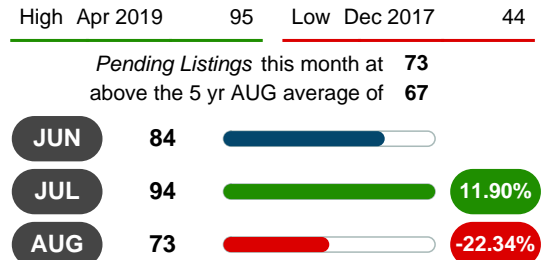 High Apr 2019 95 Low Dec 2017 44
Pending Listings this month at 73
above the 5 yr AUG average of 67
JUN 84
JUL 94 11.90%
AUG 73 -22.34%